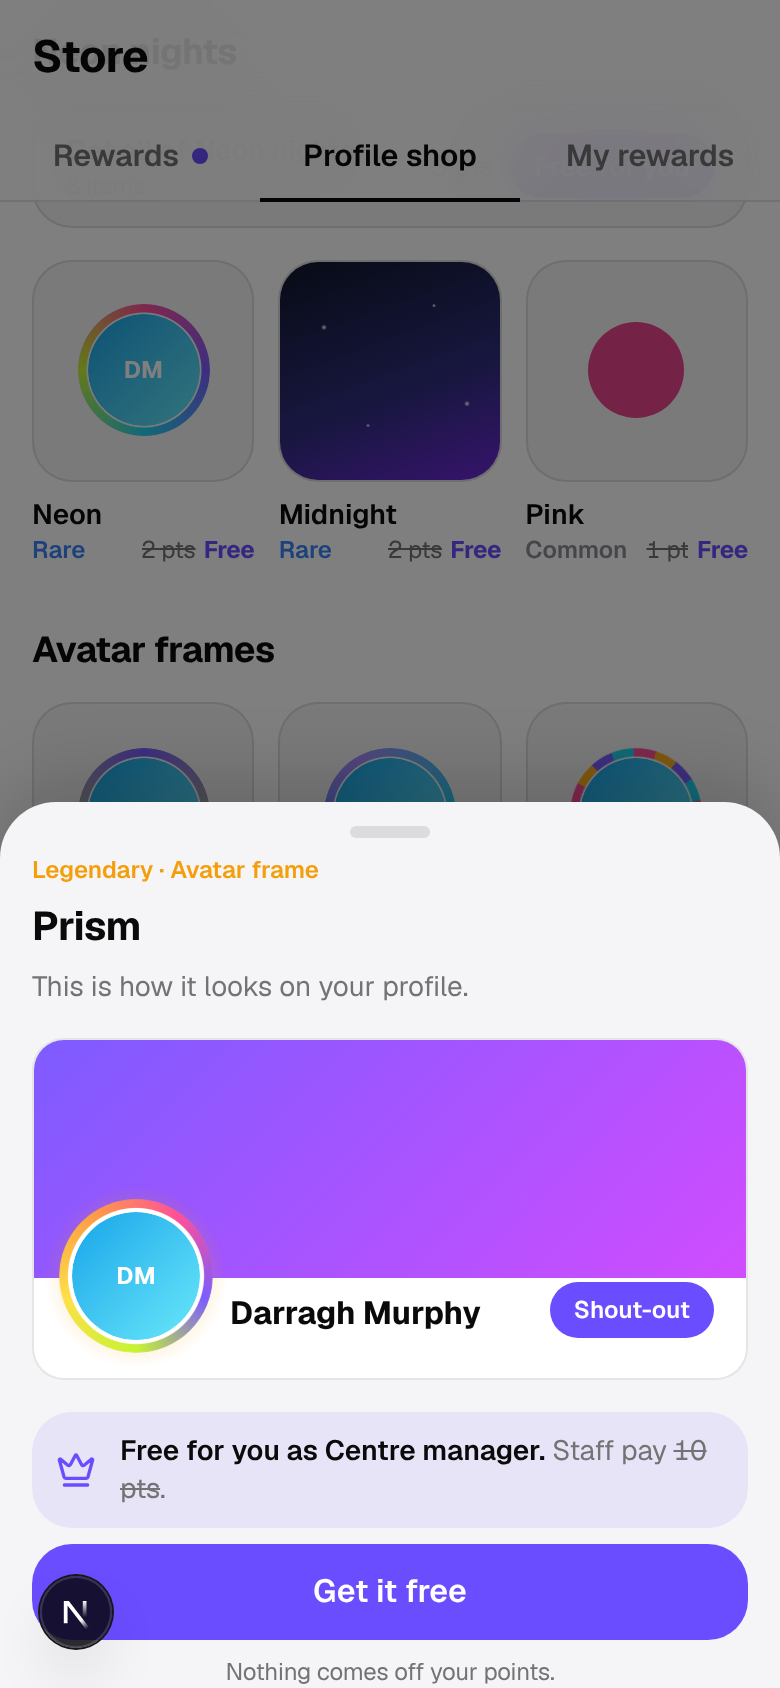 Store
Rewards
Profile shop
My rewards
DM
Neon
Midnight
Pink
Rare 2 pts Free
Rare 2 pts Free
Common 1 pt Free
Avatar frames
Legendary · Avatar frame
Prism
This is how it looks on your profile.
DM
Darragh Murphy
Shout-out
Free for you as Centre manager. Staff pay 10
pts.
Get it free
N
Nothing comes off your points.